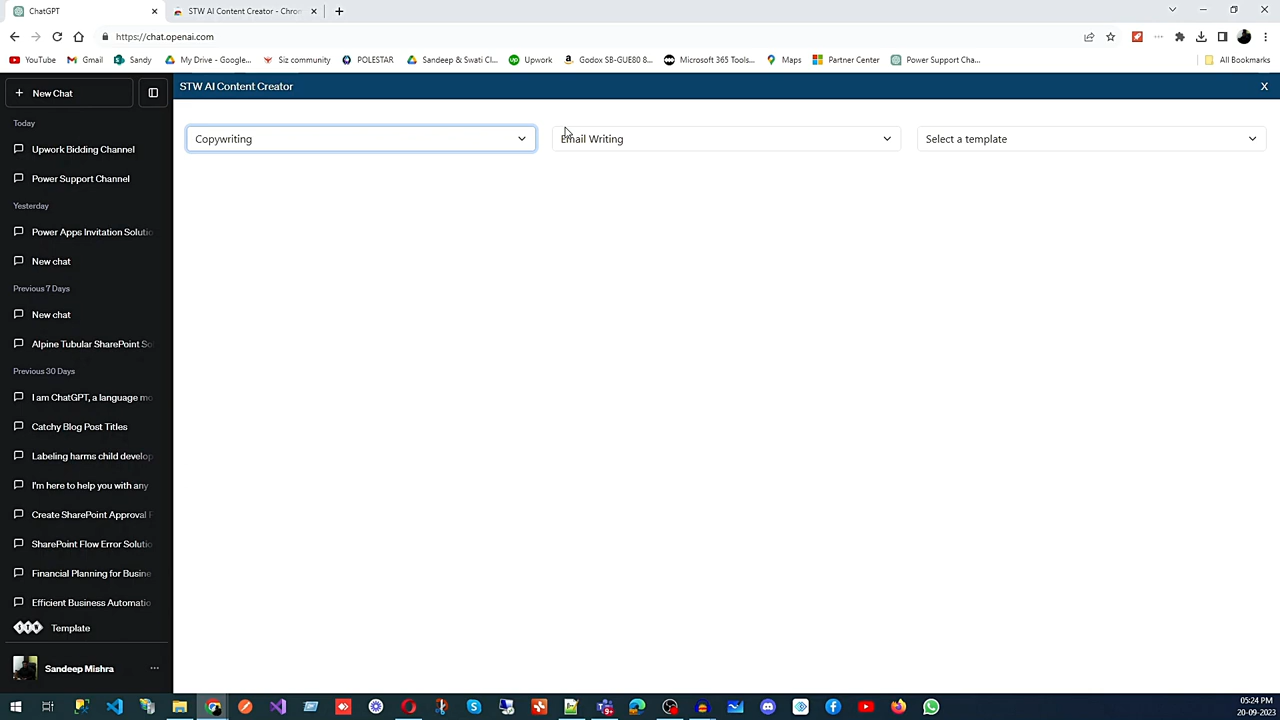 ChatGPT
STW AI Content Creator - Chro
https://chat.openai.com
YouTube
Gmail
Sandy
My Drive - Google...
Siz community
POLESTAR
Sandeep & Swati Cl...
Upwork
Godox SB-GUE80 8...
Microsoft 365 Tools...
Maps
Partner Center
Power Support Cha...
All Bookmarks
New Chat
STW AI Content Creator
X
Today
Copywriting
Email Writing
Select a template
Upwork Bidding Channel
Power Support Channel
Yesterday
Power Apps Invitation Solutio
New chat
Previous 7 Days
New chat
Alpine Tubular SharePoint So
Previous 30 Days
I am ChatGPT, a language mo
Catchy Blog Post Titles
Labeling harms child develop
I'm here to help you with any
Create SharePoint Approval F
SharePoint Flow Error Solutio
Financial Planning for Busine
Efficient Business Automatio
STW Template
Sandeep Mishra
05:24 PM
20-09-2023